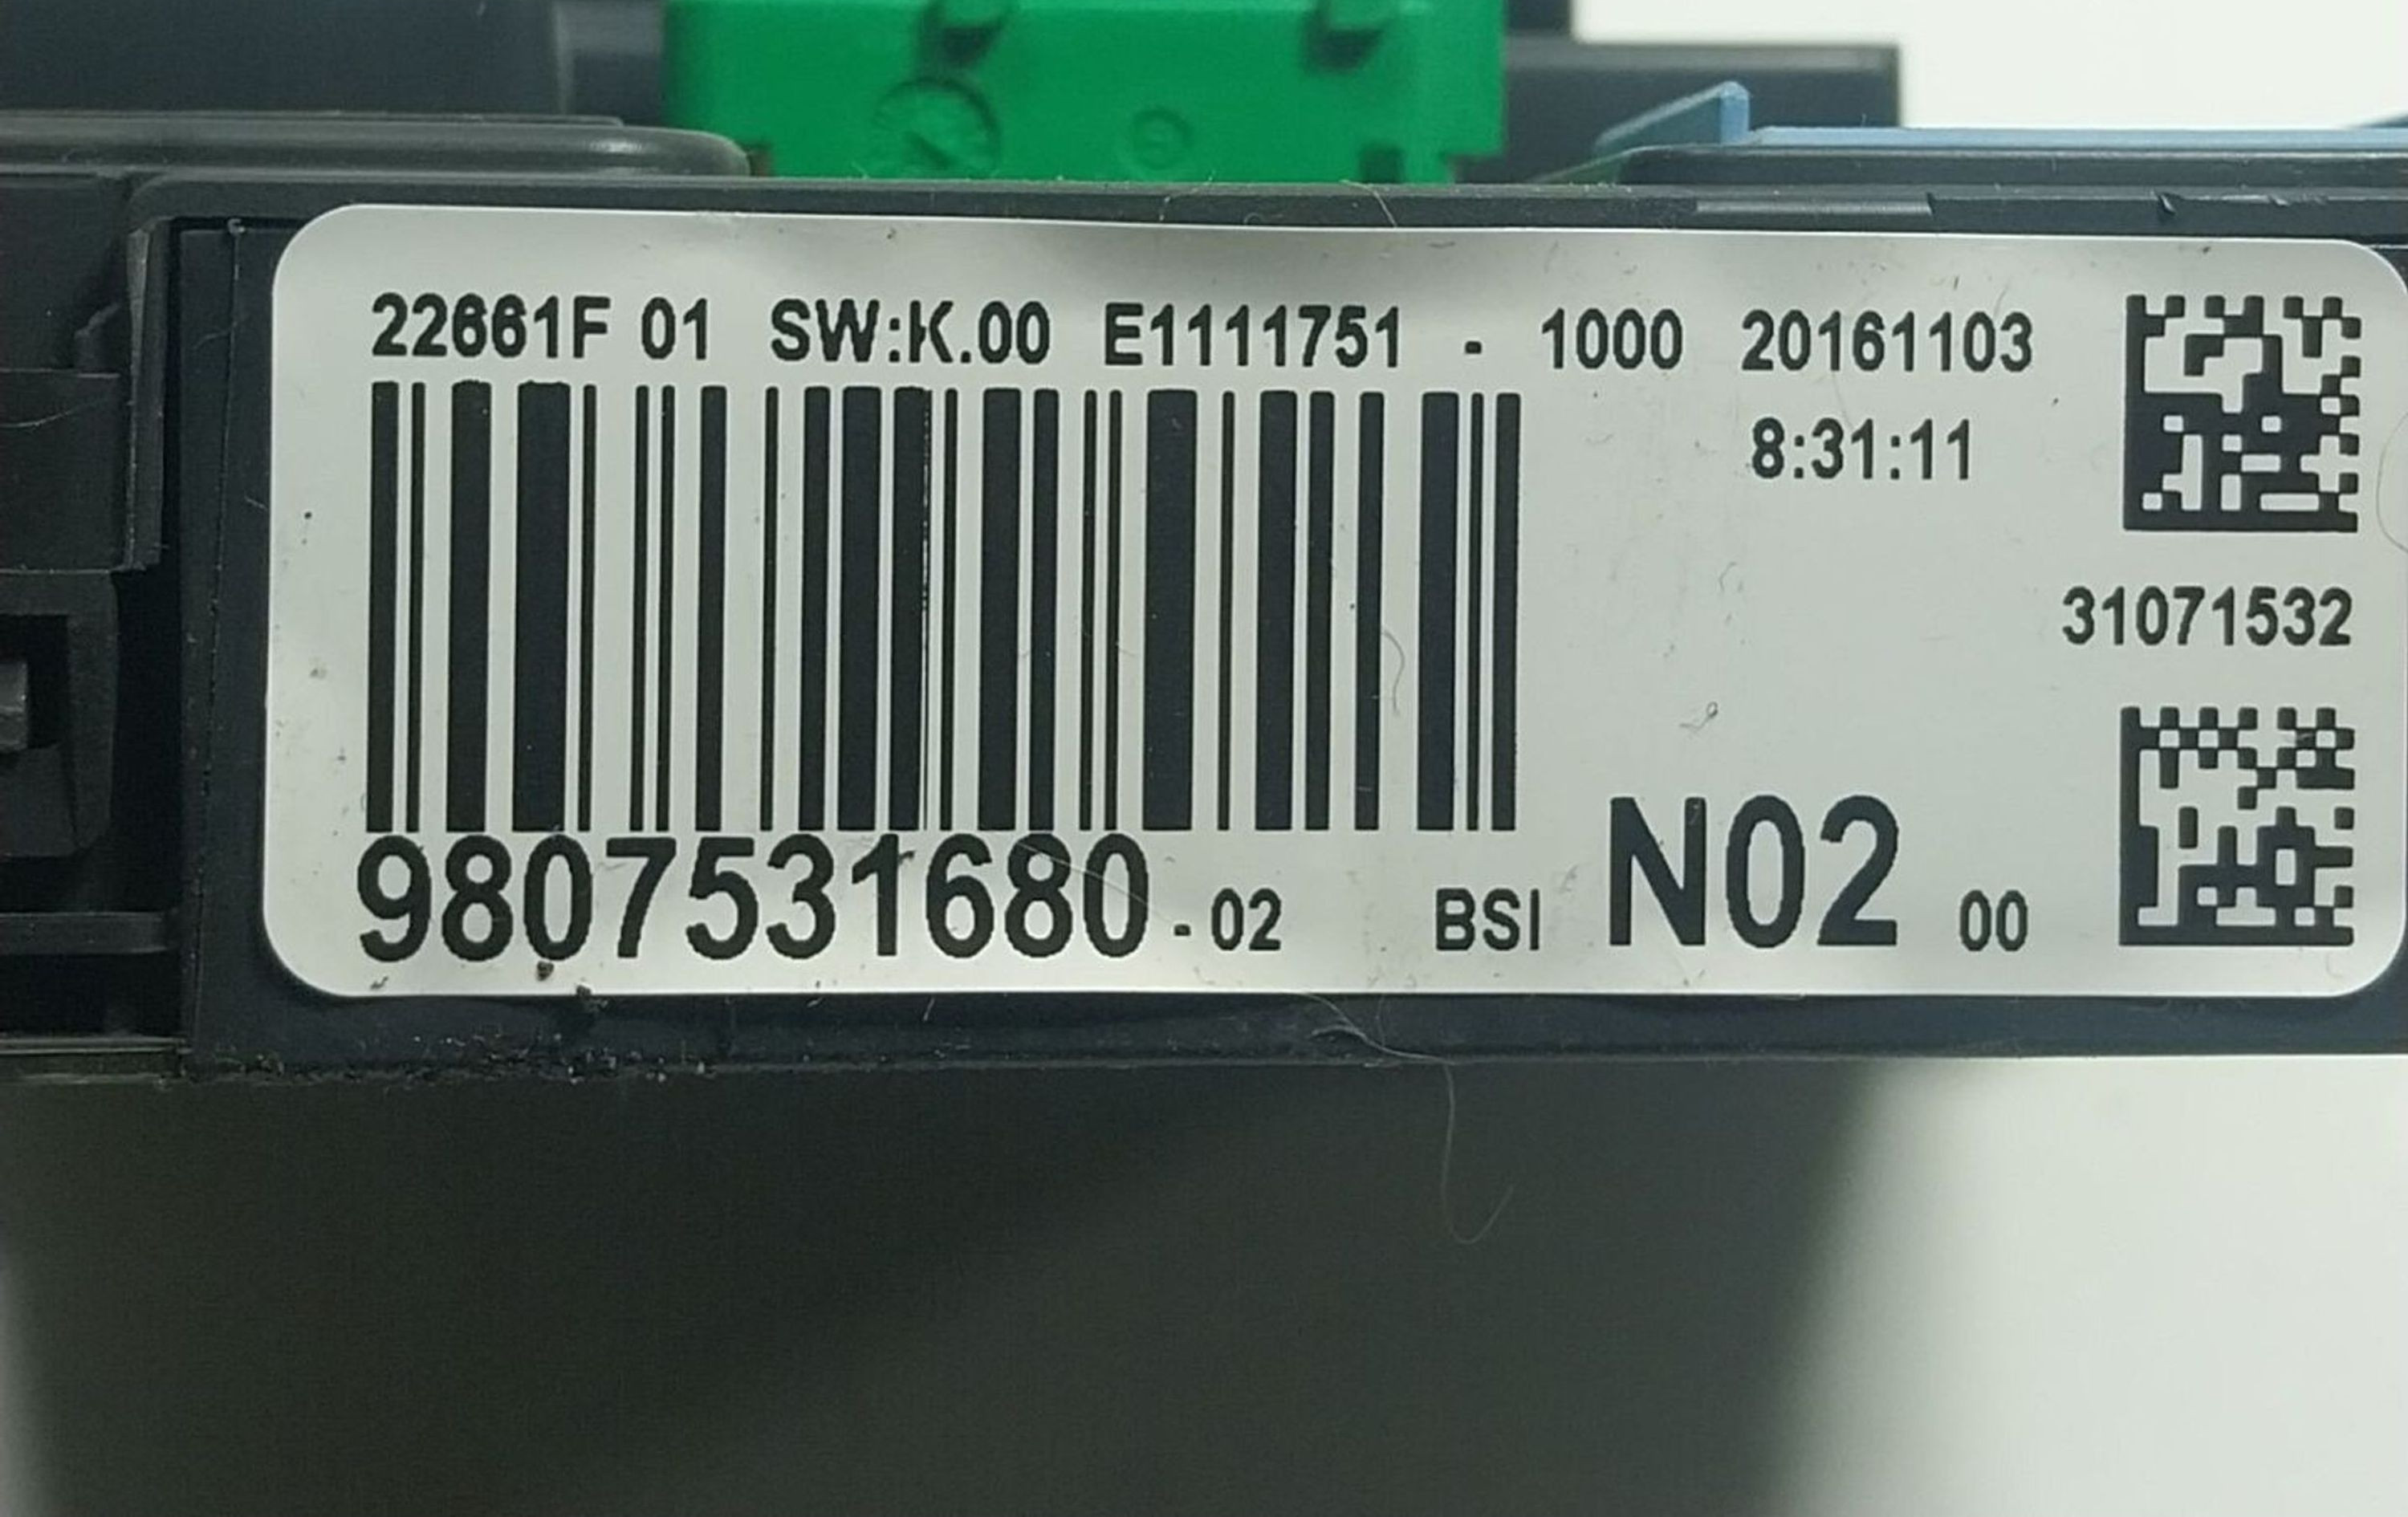 22661F 01 SW:K.00 E1111751 - 1000 20161103
8:31:11
31071532
9807531680 - 02 BSI N02 00